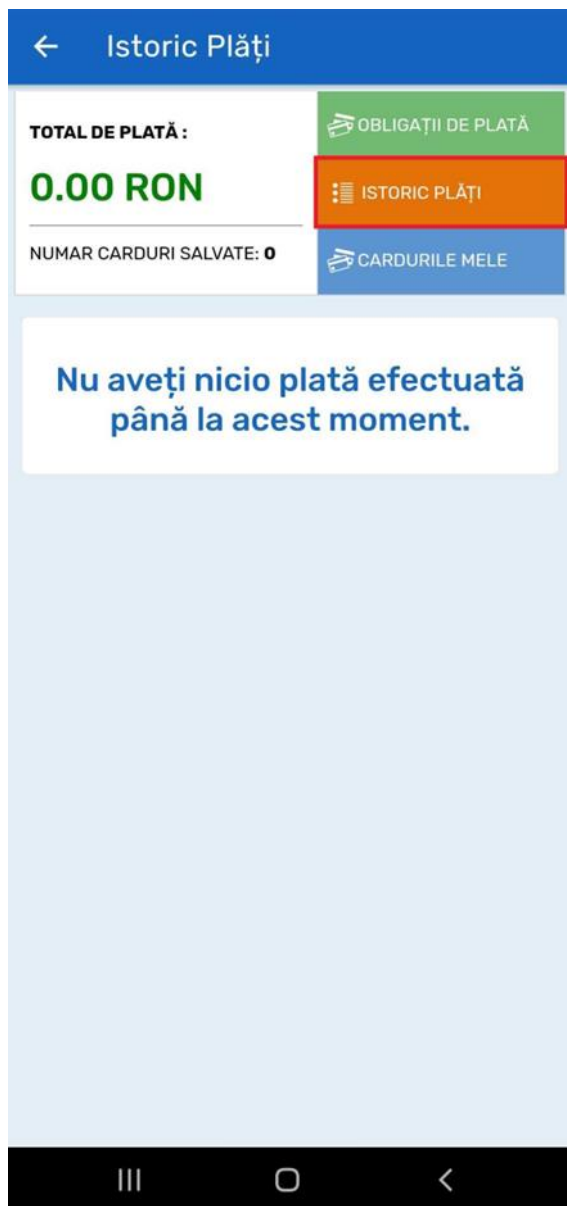 Istoric Plăți
TOTAL DE PLATĂ :
0.00 RON
NUMAR CARDURI SALVATE: 0
OBLIGAȚII DE PLATĂ
ISTORIC PLĂȚI
CARDURILE MELE
Nu aveți nicio plată efectuată
până la acest moment.